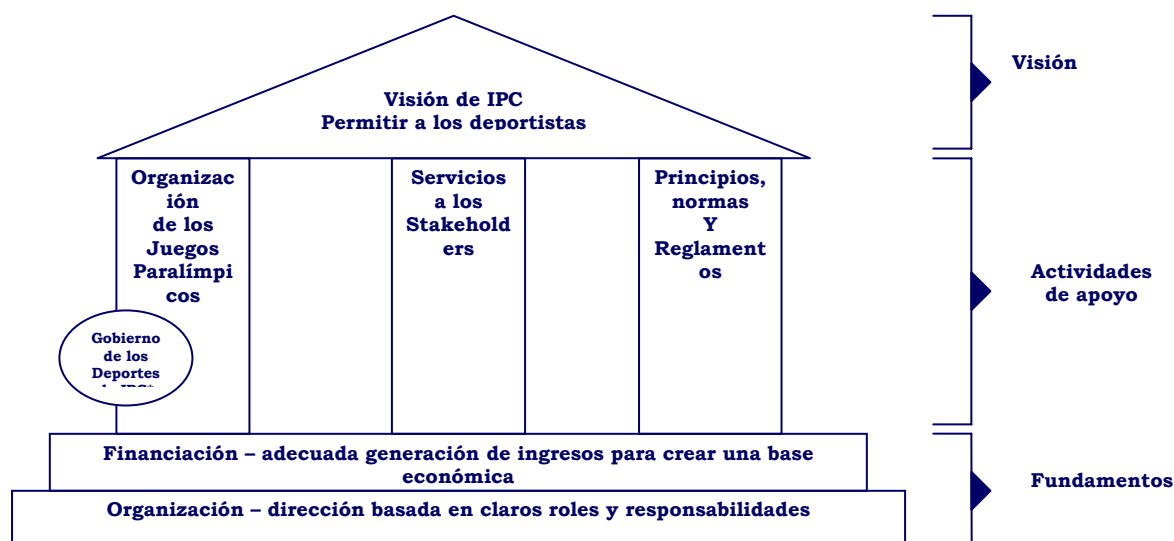 Visión de IPC
Permitir a los deportistas
Visión
Organizac
ión
de los
Juegos
Paralímpi
cos
Servicios
a los
Stakehold
ers
Principios,
normas
Y
Reglament
os
Actividades
de apoyo
Gobierno
de los
Deportes
Financiación – adecuada generación de ingresos para crear una base
económica
Fundamentos
Organización – dirección basada en claros roles y responsabilidades